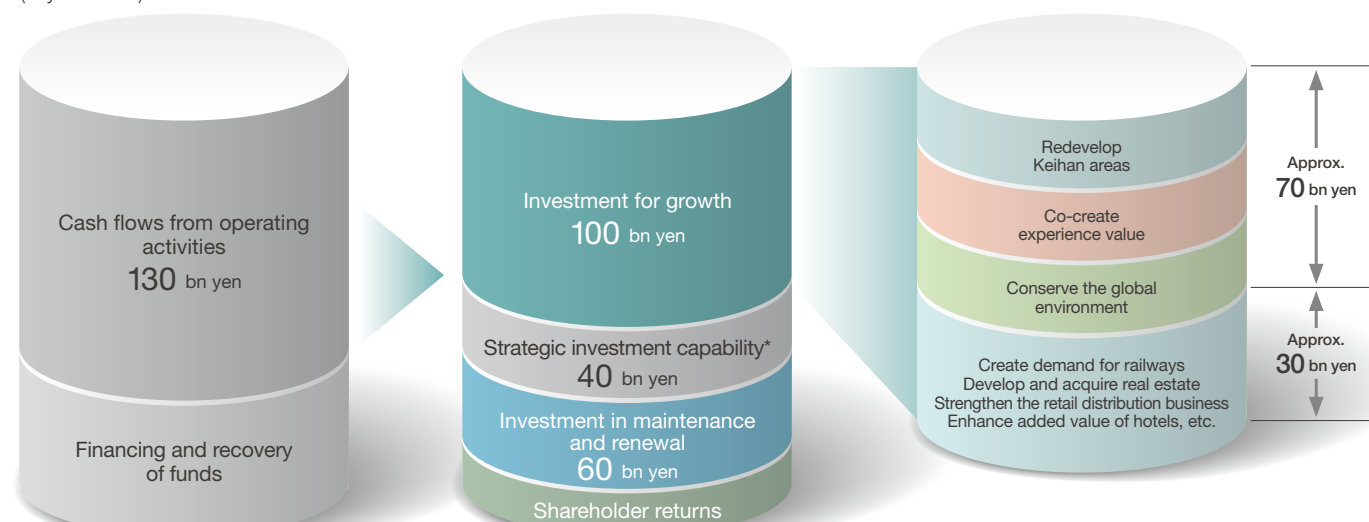 Cash flows from operating
activities
130 bn yen
Financing and recovery
of funds
Investment for growth
100 bn yen
Strategic investment capability*
40 bn yen
Investment in maintenance
and renewal
60 bn yen
Shareholder returns
Redevelop
Keihan areas
Co-create
experience value
Conserve the global
environment
Create demand for railways
Develop and acquire real estate
Strengthen the retail distribution business
Enhance added value of hotels, etc.
Approx.
70 bn yen
Approx.
30 bn yen